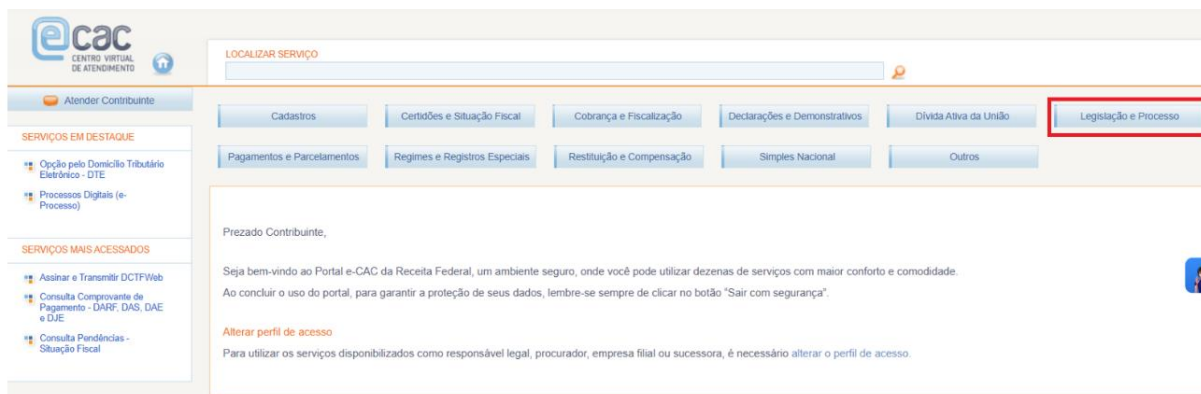 ecac
CENTRO VIRTUAL
DE ATENDIMENTO
LOCALIZAR SERVIÇO
Atender Contribuinte
SERVIÇOS EM DESTAQUE
Opção pelo Domicílio Tributário
Eletrônico - DTE
Processos Digitais (e-
Processo)
SERVIÇOS MAIS ACESSADOS
Assinar e Transmitir DCTFWeb
Consulta Comprovante de
Pagamento - DARF, DAS, DAE
e DJE
Consulta Pendências -
Situação Fiscal
Cadastros
Certidões e Situação Fiscal
Cobrança e Fiscalização
Declarações e Demonstrativos
Dívida Ativa da União
Legislação e Processo
Pagamentos e Parcelamentos
Regimes e Registros Especiais
Restituição e Compensação
Simples Nacional
Outros
Prezado Contribuinte,
Seja bem-vindo ao Portal e-CAC da Receita Federal, um ambiente seguro, onde você pode utilizar dezenas de serviços com maior conforto e comodidade.
Ao concluir o uso do portal, para garantir a proteção de seus dados, lembre-se sempre de clicar no botão "Sair com segurança".
Alterar perfil de acesso
Para utilizar os serviços disponibilizados como responsável legal, procurador, empresa filial ou sucessora, é necessário alterar o perfil de acesso.